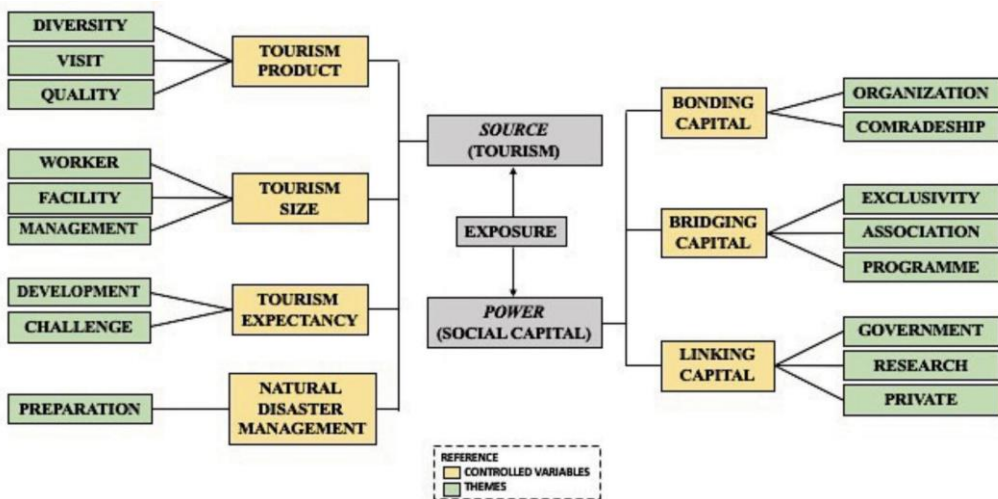 DIVERSITY
VISIT
QUALITY
TOURISM
PRODUCT
WORKER
FACILITY
MANAGEMENT
TOURISM
SIZE
DEVELOPMENT
CHALLENGE
TOURISM
EXPECTANCY
PREPARATION
NATURAL
DISASTER
MANAGEMENT
SOURCE
(TOURISM)
EXPOSURE
POWER
(SOCIAL CAPITAL)
BONDING
CAPITAL
ORGANIZATION
COMRADESHIP
BRIDGING
CAPITAL
EXCLUSIVITY
ASSOCIATION
PROGRAMME
LINKING
CAPITAL
GOVERNMENT
RESEARCH
PRIVATE
REFERENCE
CONTROLLED VARIABLES
THEMES